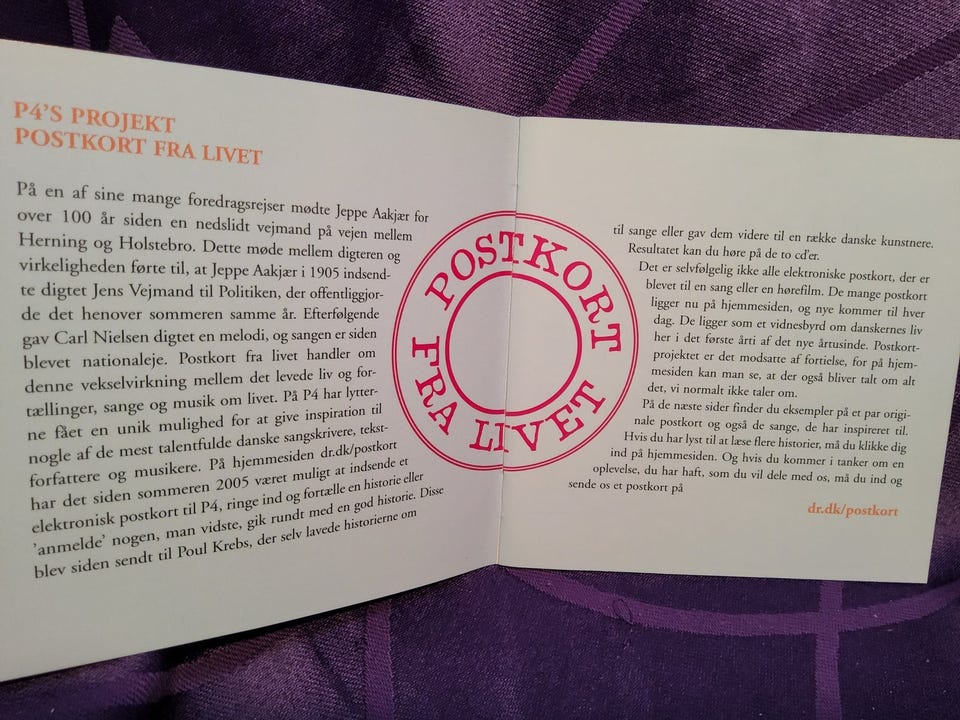 P4'S PROJEKT
POSTKORT FRA LIVET
På en af sine mange foredragsrejser mødte Jeppe Aakjær for
over 100 år siden en nedslidt vejmand på vejen mellem
Herning og Holstebro. Dette møde mellem digteren og
virkeligheden førte til, at Jeppe Aakjær i 1905 indsend-
te digtet Jens Vejmand til Politiken, der offentliggjor-
de det henover sommeren samme år. Efterfølgende
gav Carl Nielsen digtet en melodi, og sangen er siden
blevet nationaleje. Postkort fra livet handler om
denne vekselvirkning mellem det levede liv og for-
tællinger, sange og musik om livet. På P4 har lytter-
ne fået en unik mulighed for at give inspiration til
nogle af de mest talentfulde danske sangskrivere, tekst-
forfattere og musikere. På hjemmesiden dr.dk/postkort
har det siden sommeren 2005 været muligt at indsende et
elektronisk postkort til P4, ringe ind og fortælle en historie eller
'anmelde' nogen, man vidste, gik rundt med en god historie. Disse
blev siden sendt til Poul Krebs, der selv lavede historierne om
POSTKORT
FRA LIVET
til sange eller gav dem videre til en række danske kunstnere.
Resultatet kan du høre på de to cd'er.
Det er selvfølgelig ikke alle elektroniske postkort, der er
blevet til en sang eller en hørefilm. De mange postkort
ligger nu på hjemmesiden, og nye kommer til hver
dag. De ligger som et vidnesbyrd om danskernes liv
her i det første årti af det nye årtusinde. Postkort-
projektet er det modsatte af fortielse, for på hjem-
mesiden kan man se, at der også bliver talt om alt
det, vi normalt ikke taler om.
På de næste sider finder du eksempler på et par origi-
nale postkort og også de sange, de har inspireret til.
Hvis du har lyst til at læse flere historier, må du klikke dig
ind på hjemmesiden. Og hvis du kommer i tanker om en
oplevelse, du har haft, som du vil dele med os, må du ind og
sende os et postkort på
dr.dk/postkort